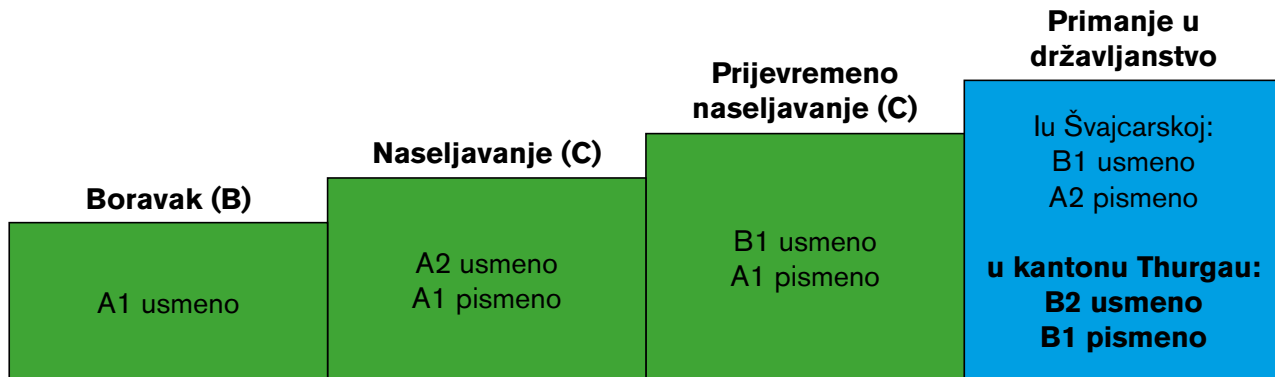 Boravak (B)
A1 usmeno
Naseljavanje (C)
A2 usmeno
A1 pismeno
Prijevremeno
naseljavanje (C)
B1 usmeno
A1 pismeno
Primanje u
državljanstvo
Iu Švajcarskoj:
B1 usmeno
A2 pismeno
u kantonu Thurgau:
B2 usmeno
B1 pismeno